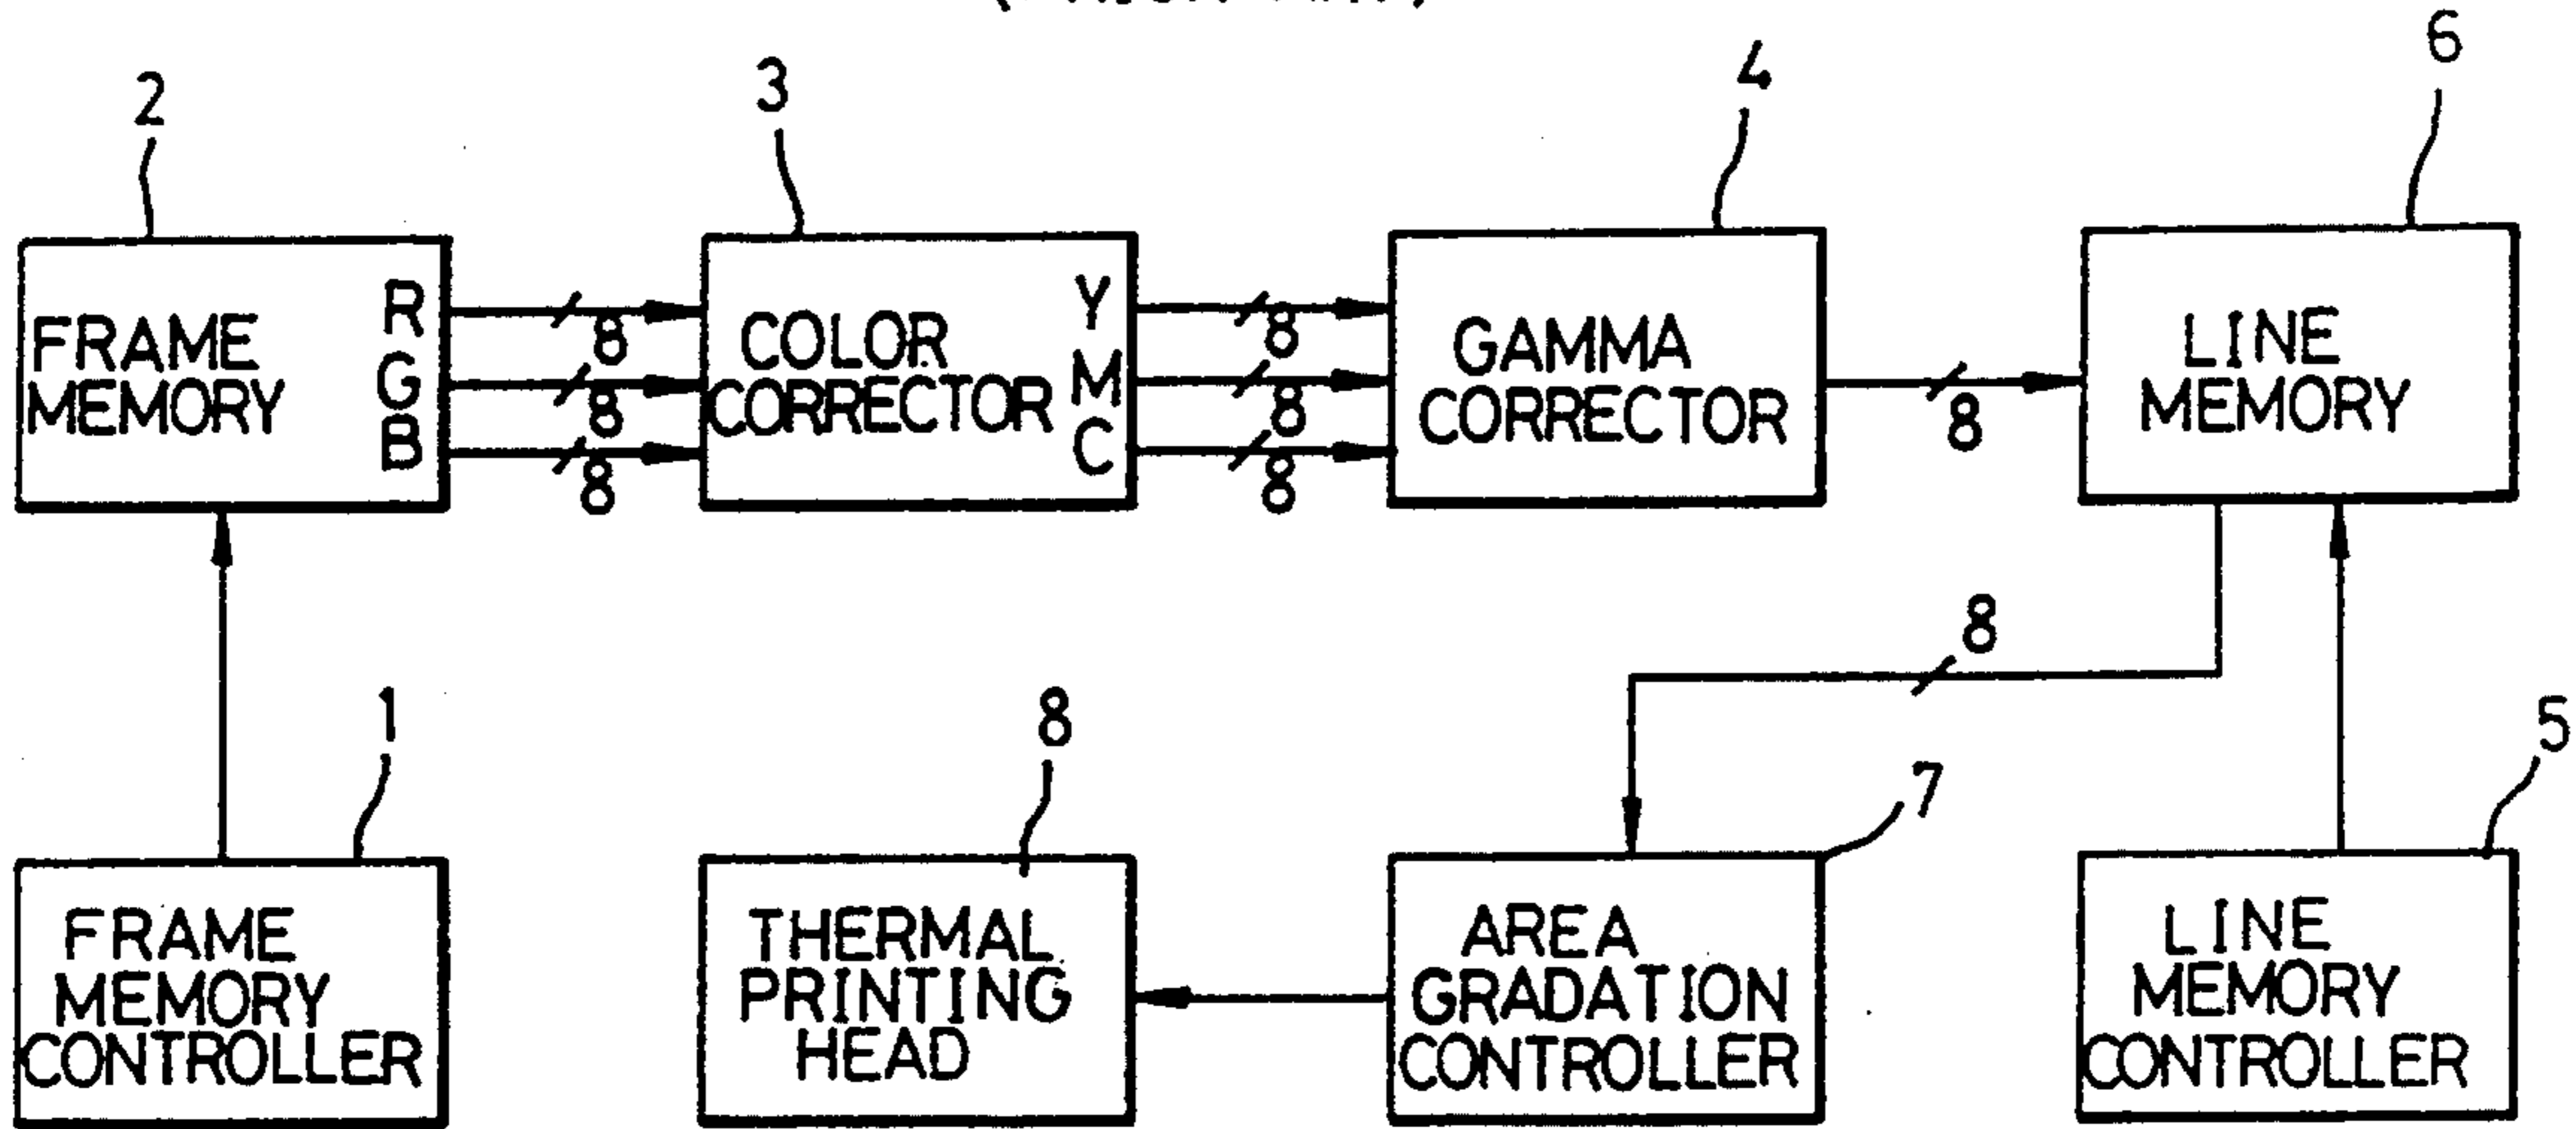 2
3
4
6
FRAME MEMORY
R
G
B
8
8
8
COLOR CORRECTOR
Y
M
C
8
8
8
GAMMA CORRECTOR
8
LINE MEMORY
8
1
8
7
5
FRAME MEMORY CONTROLLER
THERMAL PRINTING HEAD
AREA GRADATION CONTROLLER
LINE MEMORY CONTROLLER